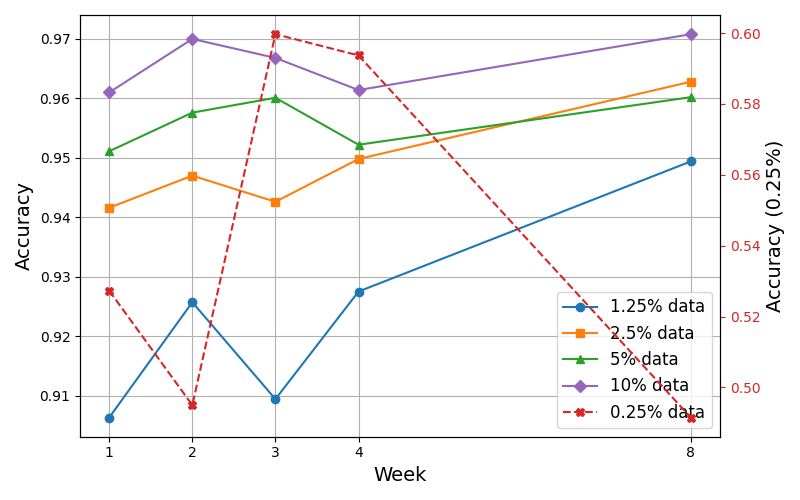 0.97
0.96
0.95
0.94
0.93
0.92
0.91
Accuracy
0.60
0.58
0.56
0.54
0.52
0.50
Accuracy (0.25%)
1.25% data
2.5% data
5% data
10% data
0.25% data
1 2 3 4 8
Week